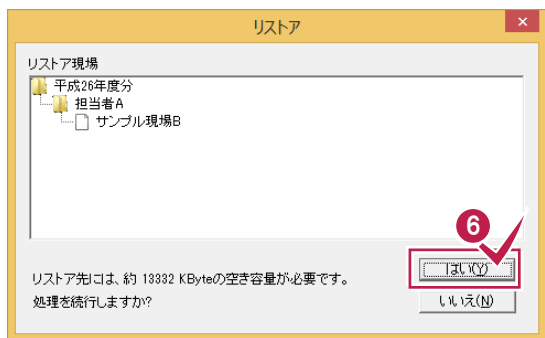 リストア
×
リストア現場
平成26年度分
担当者A
サンプル現場B
6
リストア先には、約 13332 KByteの空き容量が必要です。
はい(Y)
処理を続行しますか?
いいえ(N)